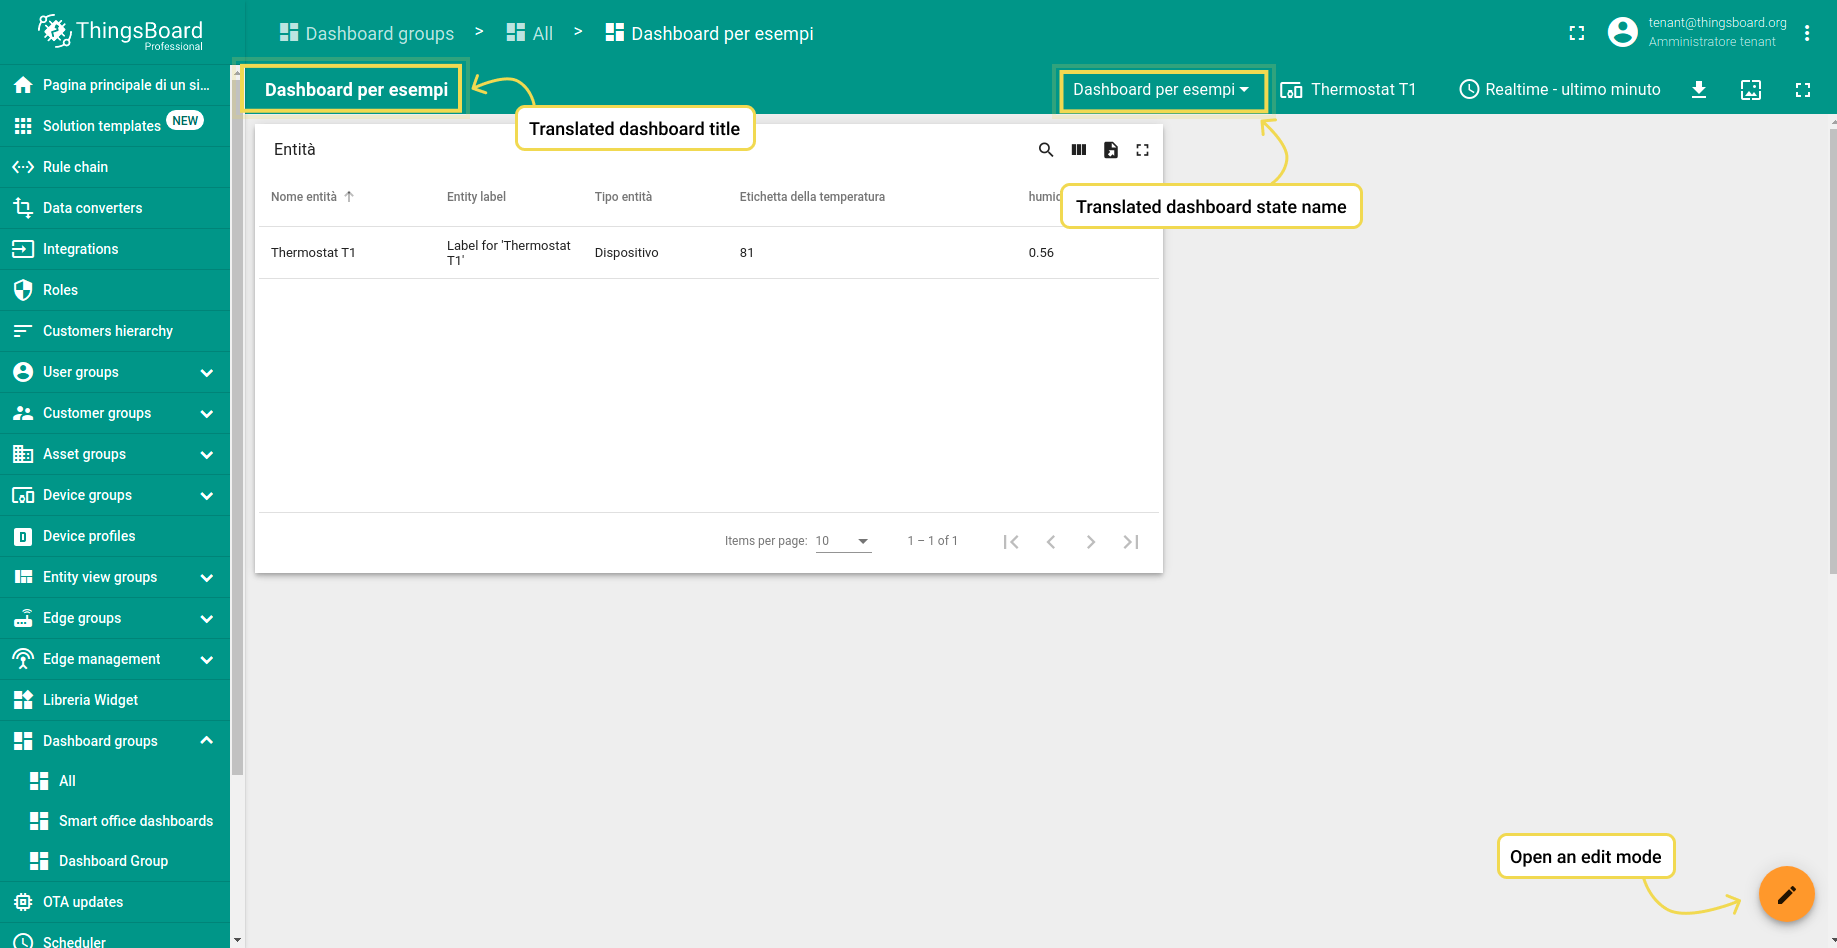 ThingsBoard
Professional
Dashboard groups > All > Dashboard per esempi
tenant@thingsboard.org
Amministratore tenant
Dashboard per esempi
Dashboard per esempi
Thermostat T1
Realtime - ultimo minuto
Translated dashboard title
Translated dashboard state name
Pagina principale di un si...
Solution templates NEW
Rule chain
Data converters
Integrations
Roles
Customers hierarchy
User groups
Customer groups
Asset groups
Device groups
Device profiles
Entity view groups
Edge groups
Edge management
Libreria Widget
Dashboard groups
All
Smart office dashboards
Dashboard Group
OTA updates
Scheduler
Entità
Nome entità Entity label Tipo entità Etichetta della temperatura humid
Thermostat T1 Label for 'Thermostat Dispositivo 81 0.56
T1'
Items per page: 10 1 – 1 of 1
Open an edit mode